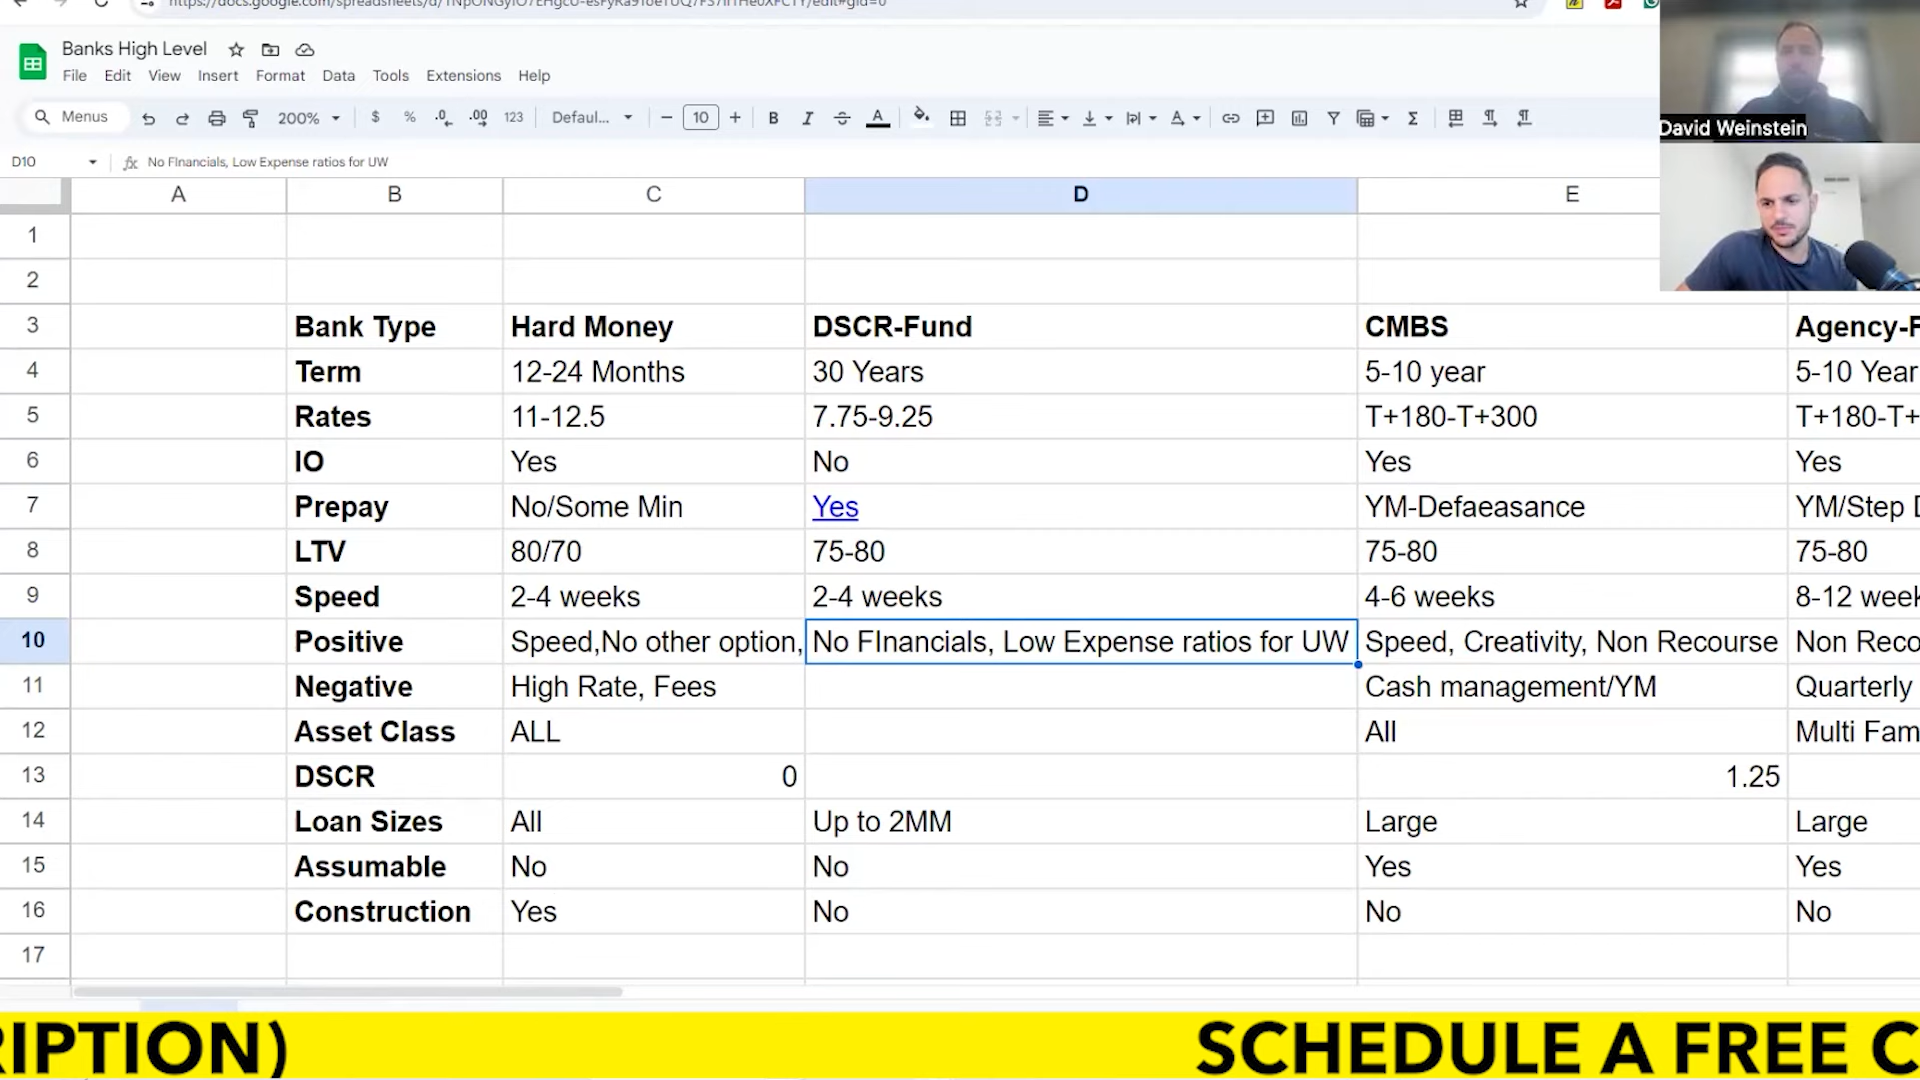 Banks High Level
File Edit View Insert Format Data Tools Extensions Help
Menus 200% $ % .0 .00 123 Defaul... 10 B I A
D10 fx No FInancials, Low Expense ratios for UW
A B C D E
1
2
3 Bank Type Hard Money DSCR-Fund CMBS Agency-F
4 Term 12-24 Months 30 Years 5-10 year 5-10 Year
5 Rates 11-12.5 7.75-9.25 T+180-T+300 T+180-T+
6 IO Yes No Yes Yes
7 Prepay No/Some Min Yes YM-Defaeasance YM/Step D
8 LTV 80/70 75-80 75-80 75-80
9 Speed 2-4 weeks 2-4 weeks 4-6 weeks 8-12 week
10 Positive Speed,No other option, No FInancials, Low Expense ratios for UW Speed, Creativity, Non Recourse Non Reco
11 Negative High Rate, Fees Cash management/YM Quarterly
12 Asset Class ALL All Multi Fam
13 DSCR 0 1.25
14 Loan Sizes All Up to 2MM Large Large
15 Assumable No No Yes Yes
16 Construction Yes No No No
17
David Weinstein
RIPTION) SCHEDULE A FREE C